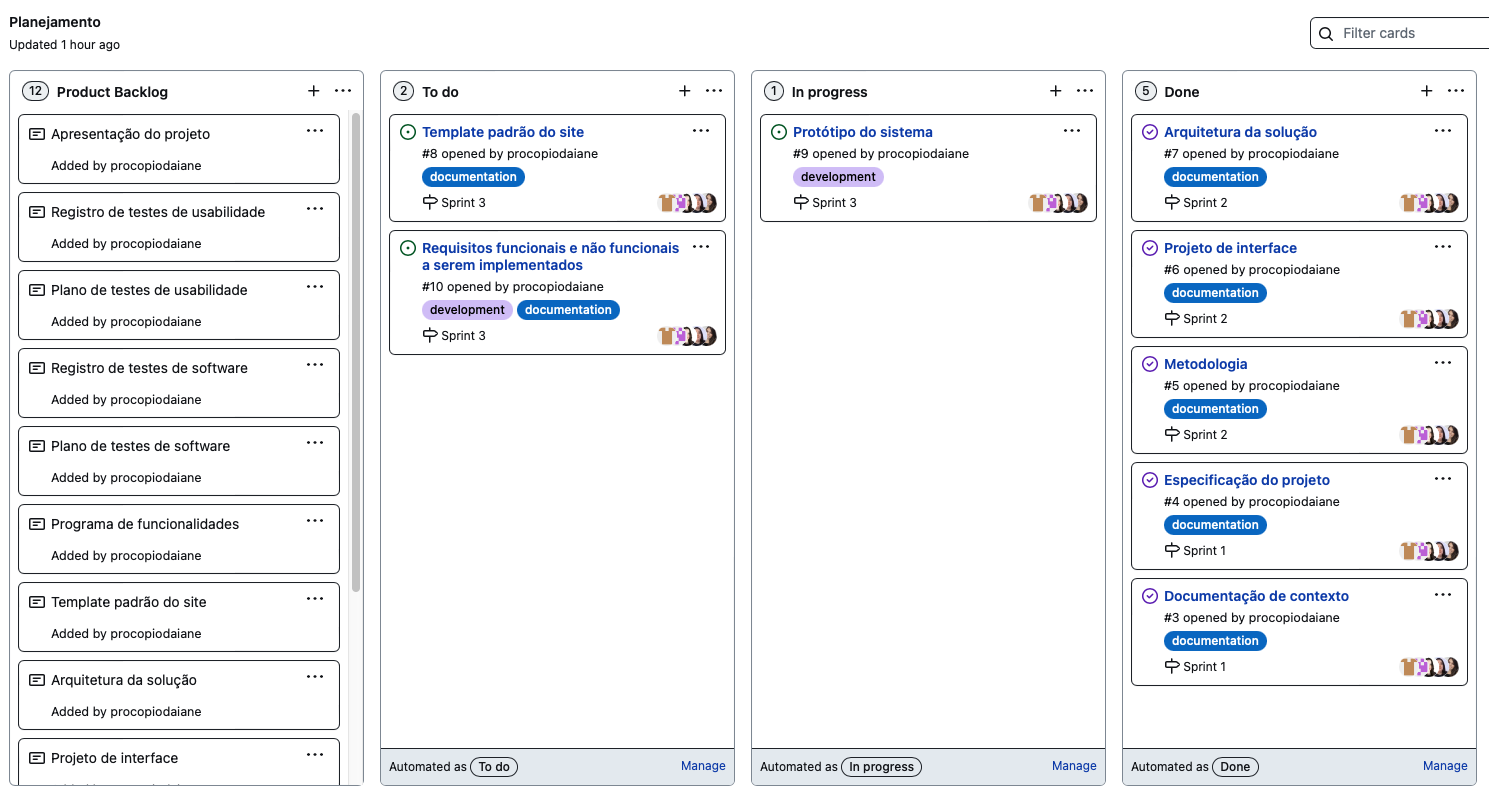 Planejamento
Updated 1 hour ago
Filter cards
12 Product Backlog
Apresentação do projeto
Added by procopiodaiane
Registro de testes de usabilidade
Added by procopiodaiane
Plano de testes de usabilidade
Added by procopiodaiane
Registro de testes de software
Added by procopiodaiane
Plano de testes de software
Added by procopiodaiane
Programa de funcionalidades
Added by procopiodaiane
Template padrão do site
Added by procopiodaiane
Arquitetura da solução
Added by procopiodaiane
Projeto de interface
2 To do
Template padrão do site
#8 opened by procopiodaiane
documentation
Sprint 3
Requisitos funcionais e não funcionais
a serem implementados
#10 opened by procopiodaiane
development documentation
Sprint 3
Automated as To do Manage
1 In progress
Protótipo do sistema
#9 opened by procopiodaiane
development
Sprint 3
Automated as In progress Manage
5 Done
Arquitetura da solução
#7 opened by procopiodaiane
documentation
Sprint 2
Projeto de interface
#6 opened by procopiodaiane
documentation
Sprint 2
Metodologia
#5 opened by procopiodaiane
documentation
Sprint 2
Especificação do projeto
#4 opened by procopiodaiane
documentation
Sprint 1
Documentação de contexto
#3 opened by procopiodaiane
documentation
Sprint 1
Automated as Done Manage